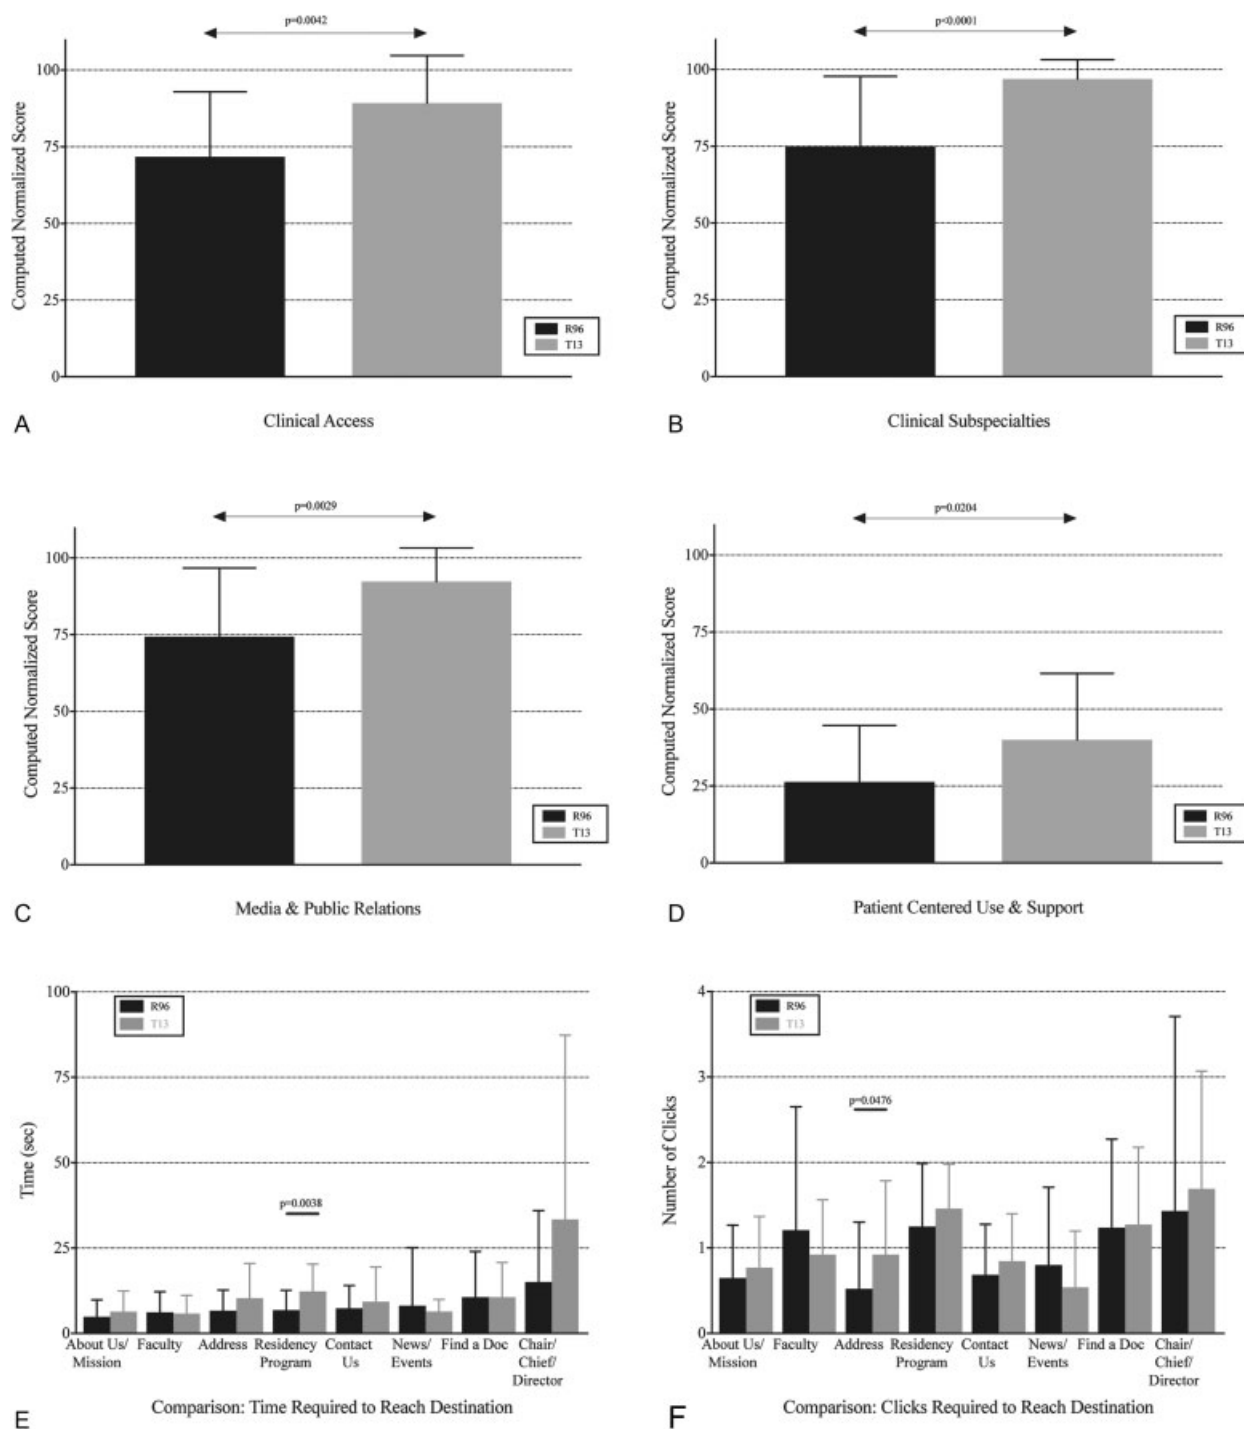 p=0.0042
100
75
50
25
0
Computed Normalized Score
R96
T13
A
Clinical Access
p<0.0001
100
75
50
25
0
Computed Normalized Score
R96
T13
B
Clinical Subspecialties
p=0.0029
100
75
50
25
0
Computed Normalized Score
R96
T13
C
Media & Public Relations
p=0.0204
100
75
50
25
0
Computed Normalized Score
R96
T13
D
Patient Centered Use & Support
100
75
50
25
0
Time (sec)
R96
T13
p=0.0038
About Us/
Mission
Faculty
Address
Residency
Program
Contact
Us
News/
Events
Find a Doc
Chair/
Chief/
Director
E
Comparison: Time Required to Reach Destination
4
3
2
1
0
Number of Clicks
R96
T13
p=0.0476
About Us/
Mission
Faculty
Address
Residency
Program
Contact
Us
News/
Events
Find a Doc
Chair/
Chief/
Director
F
Comparison: Clicks Required to Reach Destination